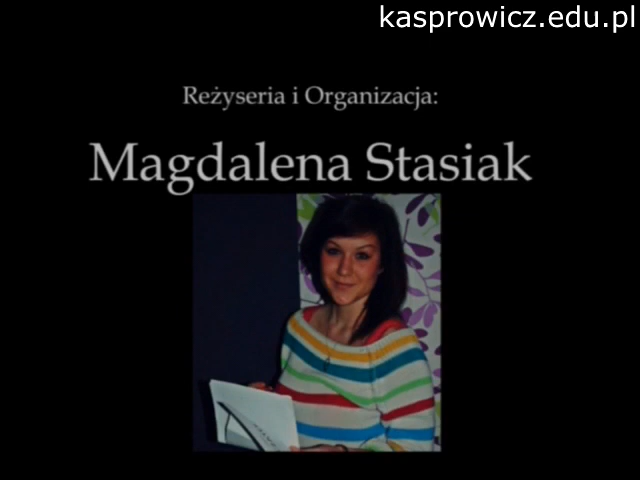 kasprowicz.edu.pl
Reżyseria i Organizacja:
Magdalena Stasiak